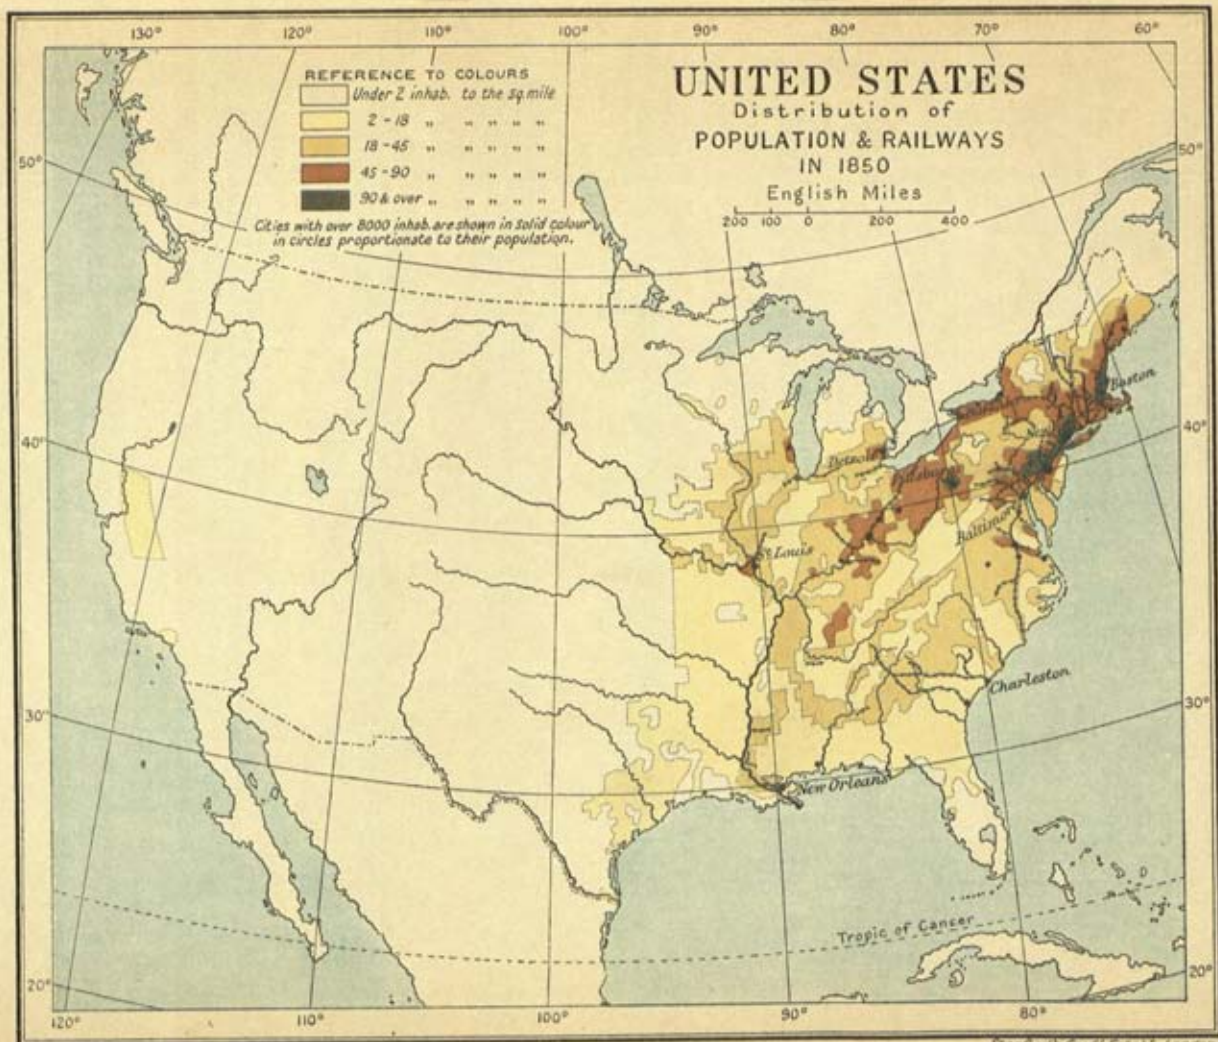 130° 120° 110° 100° 90° 80° 70° 60°
REFERENCE TO COLOURS
Under 2 inhab. to the sq. mile
2 - 18 " " " " "
18 - 45 " " " " "
45 - 90 " " " " "
90 & over " " " " "
Cities with over 8000 inhab. are shown in solid colour
in circles proportionate to their population.
UNITED STATES
Distribution of
POPULATION & RAILWAYS
IN 1850
English Miles
200 100 0 200 400
50° 50°
Boston
40° 40°
Detroit
Pittsburg
Baltimore
St. Louis
Charleston
30° 30°
New Orleans
Tropic of Cancer
20° 20°
120° 110° 100° 90° 80°